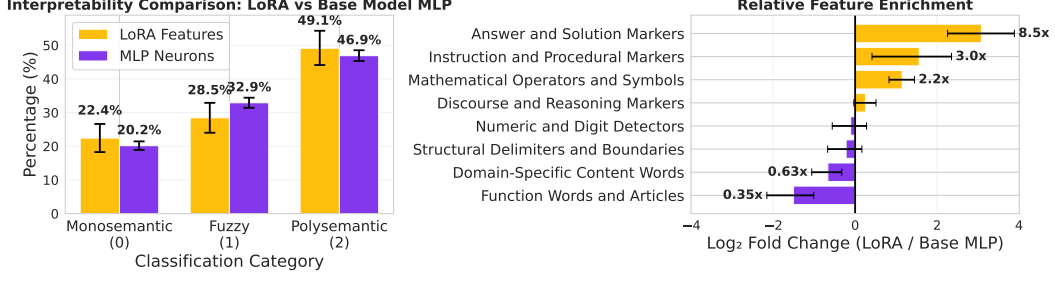 Interpretability Comparison: LoRA vs Base Model MLP
LoRA Features
MLP Neurons
Percentage (%)
50
40
30
20
10
0
22.4%
20.2%
28.5%
32.9%
49.1%
46.9%
Monosemantic
(0)
Fuzzy
(1)
Polysemantic
(2)
Classification Category
Relative Feature Enrichment
Answer and Solution Markers
8.5x
Instruction and Procedural Markers
3.0x
Mathematical Operators and Symbols
2.2x
Discourse and Reasoning Markers
Numeric and Digit Detectors
Structural Delimiters and Boundaries
Domain-Specific Content Words
0.63x
Function Words and Articles
0.35x
−4 −2 0 2 4
Log₂ Fold Change (LoRA / Base MLP)